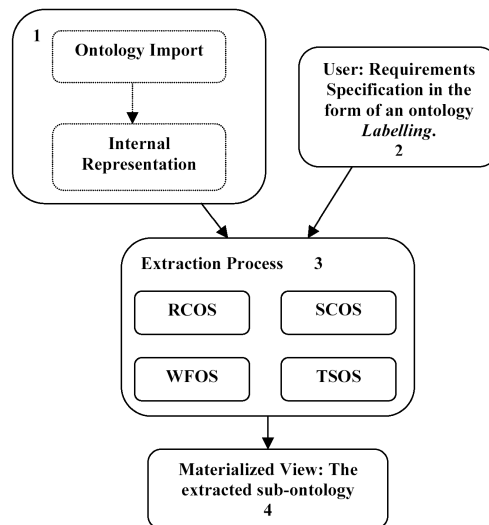 1
Ontology Import
Internal
Representation
User: Requirements
Specification in the
form of an ontology
Labelling.
2
Extraction Process 3
RCOS
SCOS
WFOS
TSOS
Materialized View: The
extracted sub-ontology
4